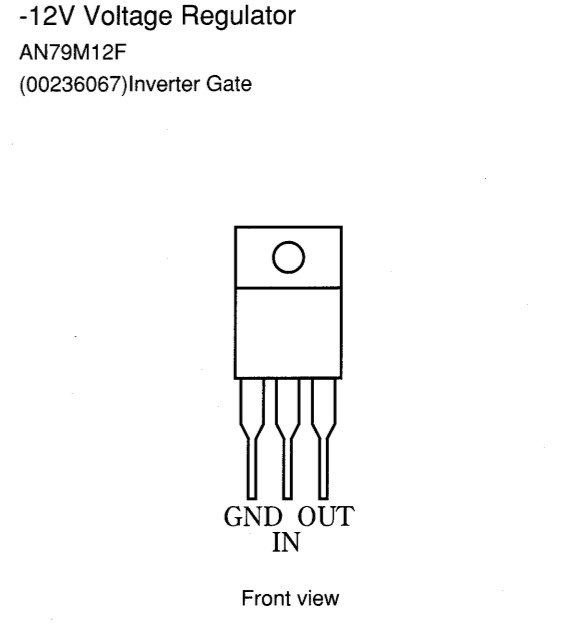 -12V Voltage Regulator
AN79M12F
(00236067)Inverter Gate
GND OUT
IN
Front view